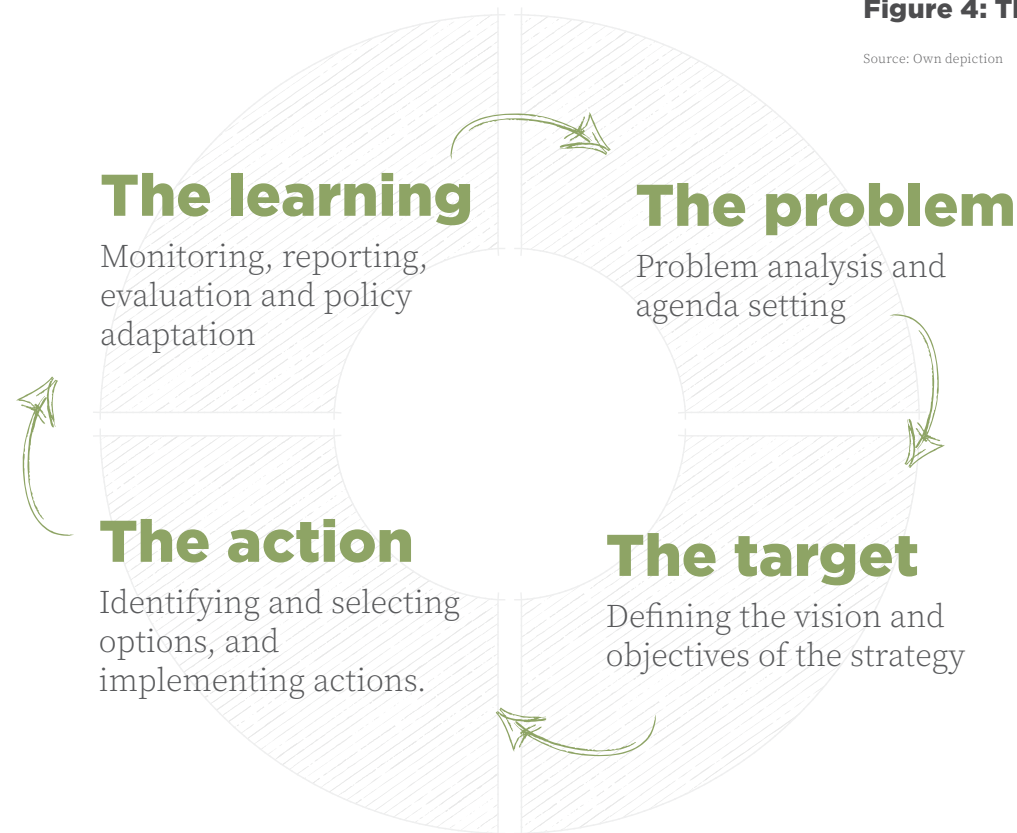 Figure 4: 
Source: Own depiction
The learning
Monitoring, reporting,
evaluation and policy
adaptation
The problem
Problem analysis and
agenda setting
The action
Identifying and selecting
options, and
implementing actions.
The target
Defining the vision and
objectives of the strategy